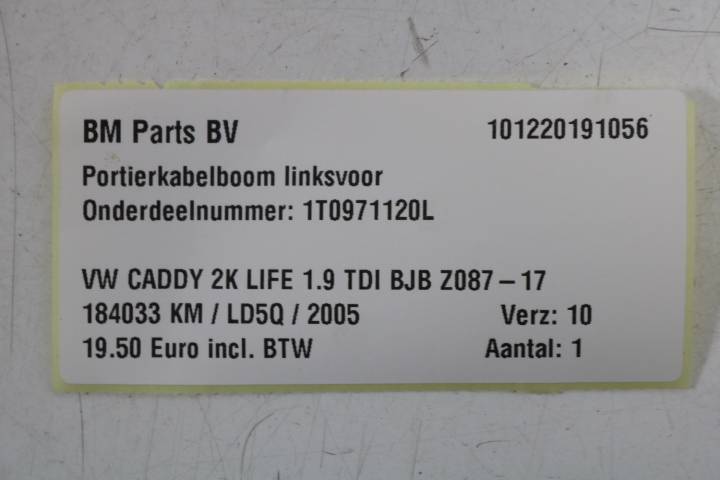 BM Parts BV 101220191056
Portierkabelboom linksvoor
Onderdeelnummer: 1T0971120L
VW CADDY 2K LIFE 1.9 TDI BJB Z087-17
184033 KM / LD5Q / 2005 Verz: 10
19.50 Euro incl. BTW Aantal: 1